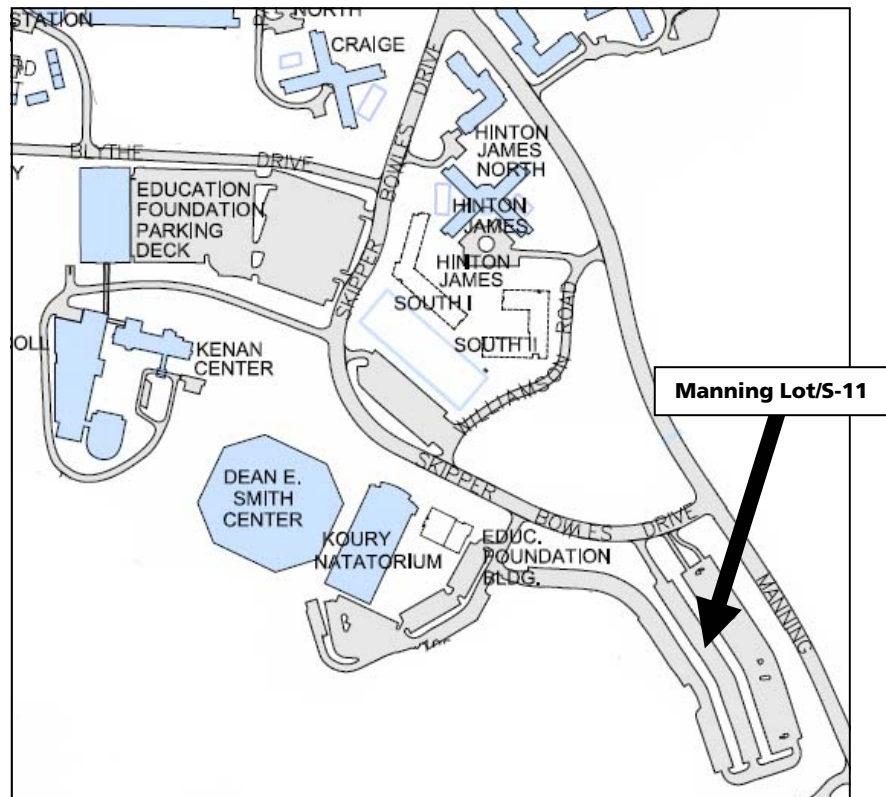 STATION
NORTH
CRAIGE
BLYTHE DRIVE
SKIPPER BOWLES DRIVE
HINTON
JAMES
NORTH
EDUCATION
FOUNDATION
PARKING
DECK
HINTON
JAMES
HINTON
JAMES
SOUTH I
SOUTH II
WILLIAMSON ROAD
KENAN
CENTER
Manning Lot/S-11
SKIPPER BOWLES DRIVE
DEAN E.
SMITH
CENTER
KOURY
NATATORIUM
EDUC.
FOUNDATION
BLDG.
MANNING